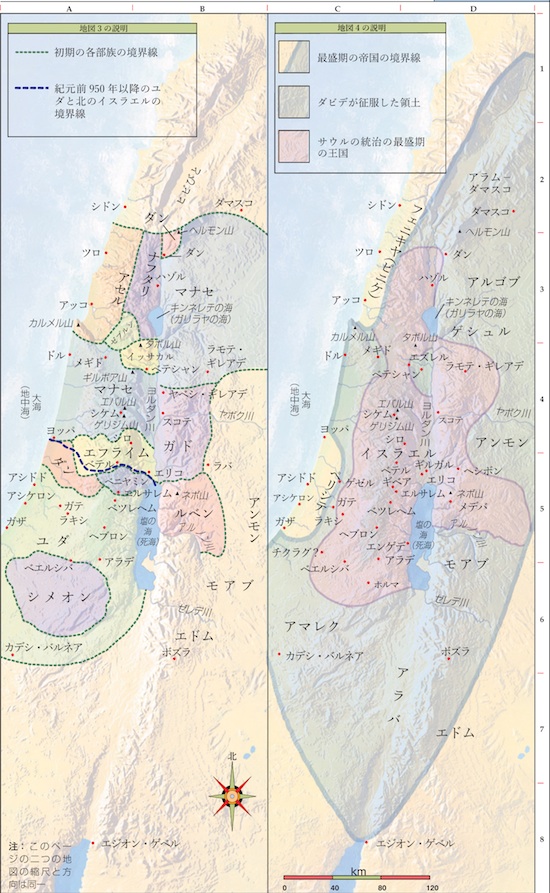 A
B
C
D
地図3の説明
初期の各部族の境界線
紀元前950年以降のユ
ダと北のイスラエルの
境界線
シドン
マアカテ人
ダマスコ
ダン
ヘルモン山
ダン
ツロ
ナフタリ
アセル
ハゾル
マナセ
アッコ
キンネレテの海
(ガリラヤの海)
カルメル山
ゼブルン
タボル山
イッサカル
ドル
メギド
ベテシャン
ラモテ・
ギレアデ
ギルボア山
マナセ
エバル山
シケム
ゲリジム山
ヨルダン川
ヤベシ・ギレアデ
スコテ
ヤボク川
大海
(地中海)
ヨッパ
シロ
エフライム
ベテル
ガド
ダン
エリコ
ラバ
ベニヤミン
アシドド
エルサレム
ネボ山
アシケロン
ガテ
ベツレヘム
ルベン
アンモン
ガザ
ラキシ
塩の
海
(死海)
アルノン川
ヘブロン
ユダ
ベエルシバ
アラデ
モアブ
シメオン
ゼレデ川
エドム
カデシ・バルネア
ボズラ
北
注:このペー
ジの二つの地
図の縮尺と方
向は同一
エジオン・ゲベル
地図4の説明
最盛期の帝国の境界線
ダビデが征服した領土
サウルの統治の最盛期
の王国
アラム-
ダマスコ
シドン
ダマスコ
フェニキヤ(ピニケ)
ヘルモン山
ツロ
ダン
ハゾル
アルゴブ
アッコ
キンネレテの海
(ガリラヤの海)
ゲシュル
カルメル山
タボル山
メギド
エズレル
ドル
ベテシャン
ラモテ・ギレアデ
大海
(地中海)
エバル山
シケム
ゲリジム山
ヨルダン川
スコテ
ヤボク川
ヨッパ
シロ
イスラエル
アンモン
ベテル
ギルガル
ヘシボン
アシドド
ゲゼル
ギベア
エリコ
ペリシテ
エルサレム
ネボ山
アシケロン
ガテ
メデバ
ベツレヘム
ガザ
ラキシ
塩の
海
(死海)
アルノン川
ヘブロン
チクラグ?
エンゲデ
ベエルシバ
アラデ
モアブ
ホルマ
ゼレデ川
アマレク
カデシ・バルネア
ボズラ
アラバ
エドム
エジオン・ゲベル
km
0
40
80
120
1
2
3
4
5
6
7
8